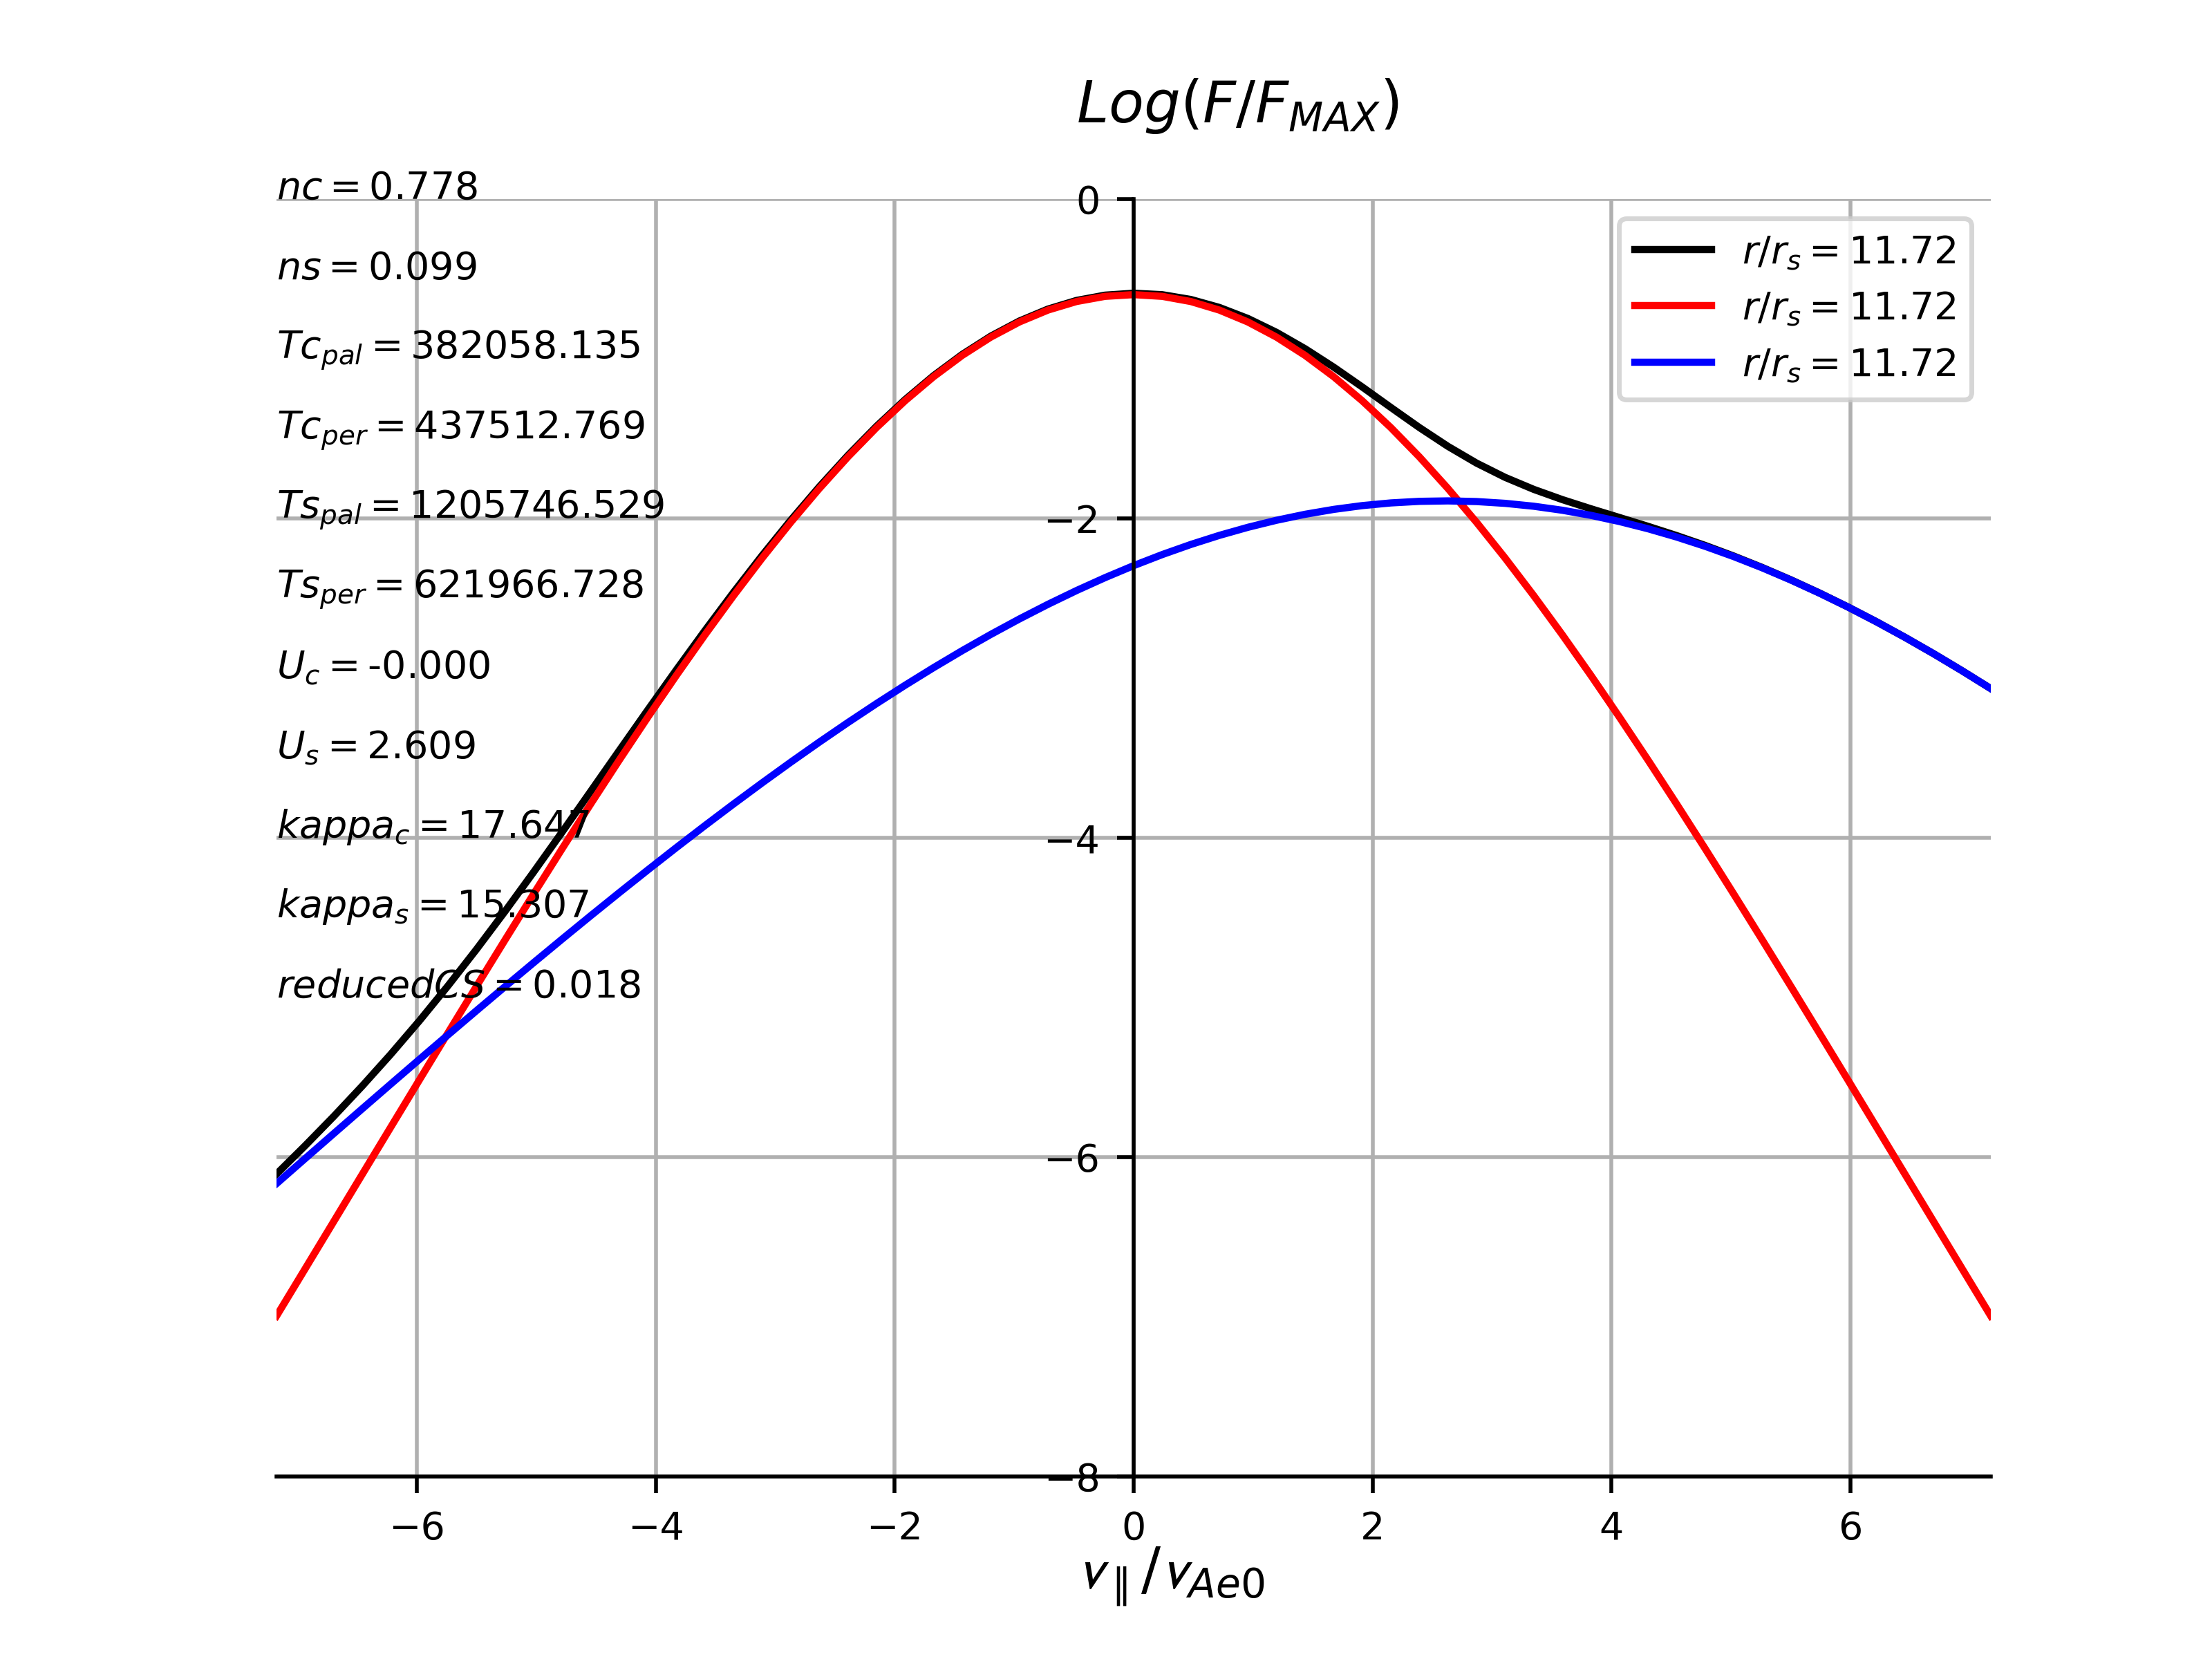 Log(F/F_MAX)
nc = 0.778
ns = 0.099
Tc_pal = 382058.135
Tc_per = 437512.769
Ts_pal = 1205746.529
Ts_per = 621966.728
U_c = -0.000
U_s = 2.609
kappa_c = 17.647
kappa_s = 15.307
reducedCS = 0.018
0
−2
−4
−6
−8
r/r_s = 11.72
r/r_s = 11.72
r/r_s = 11.72
−6 −4 −2 0 2 4 6
v_∥/v_Ae0